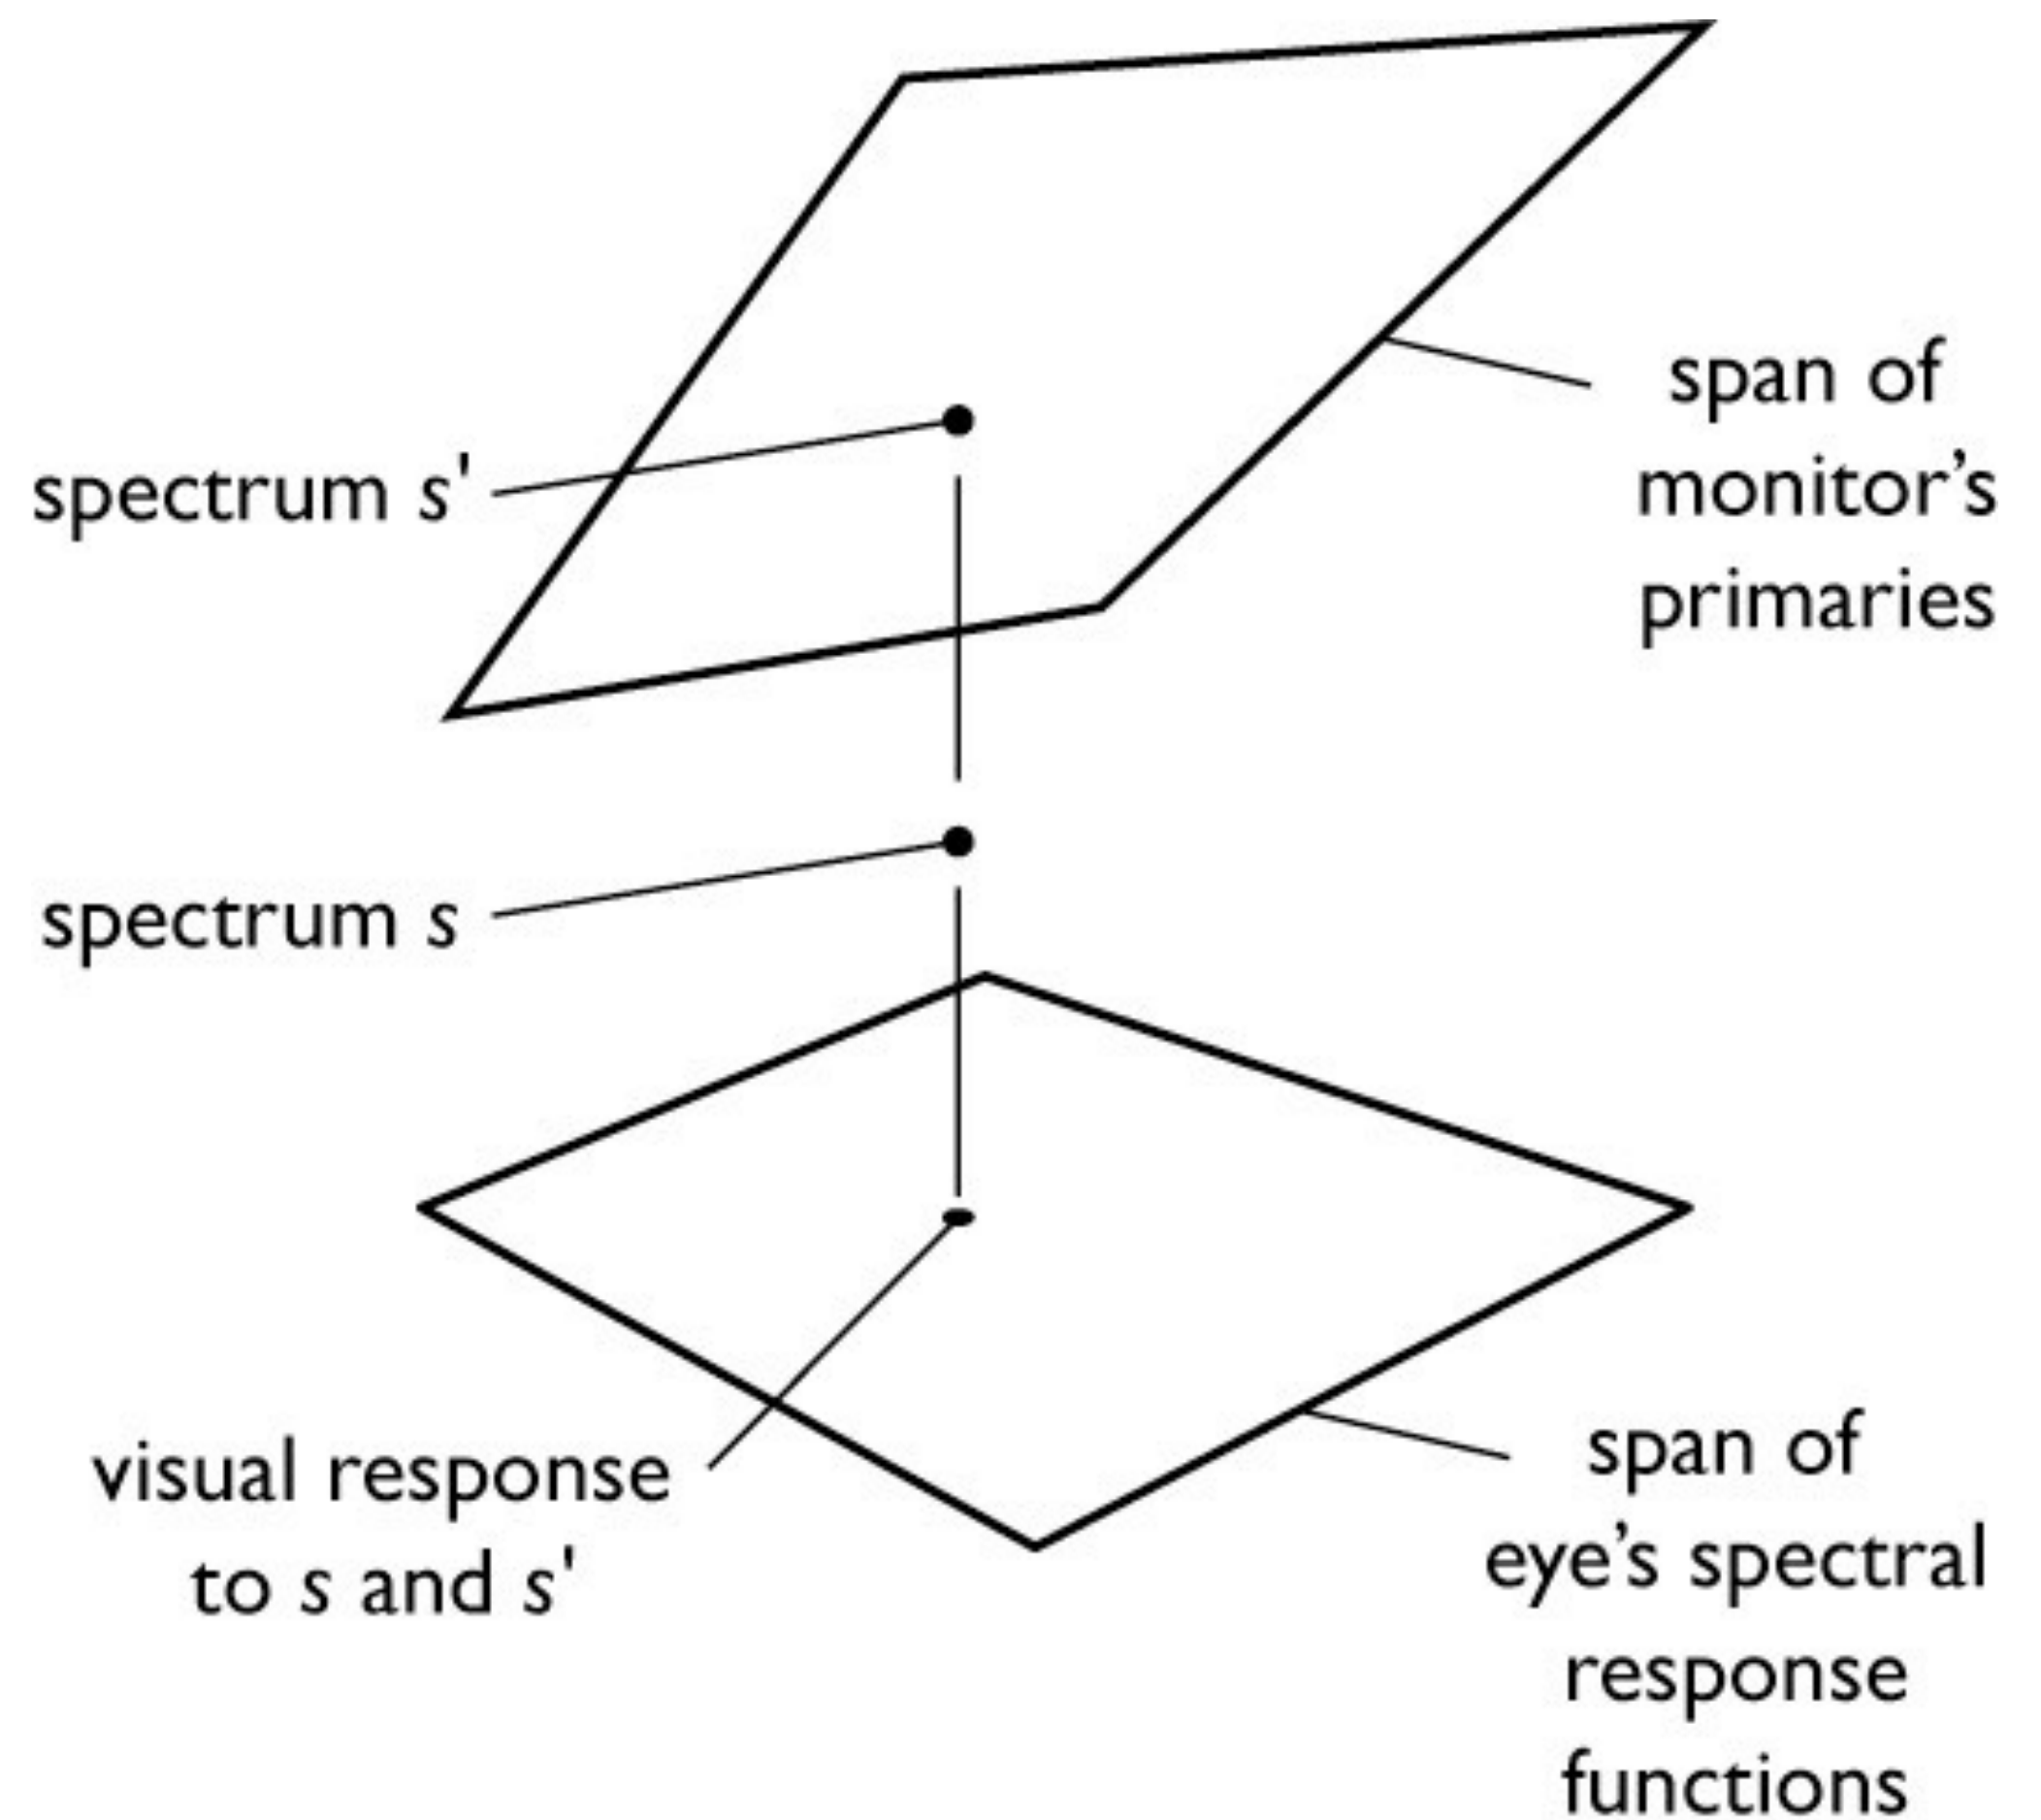 span of
monitor’s
primaries
spectrum s'
spectrum s
visual response
to s and s'
span of
eye’s spectral
response
functions